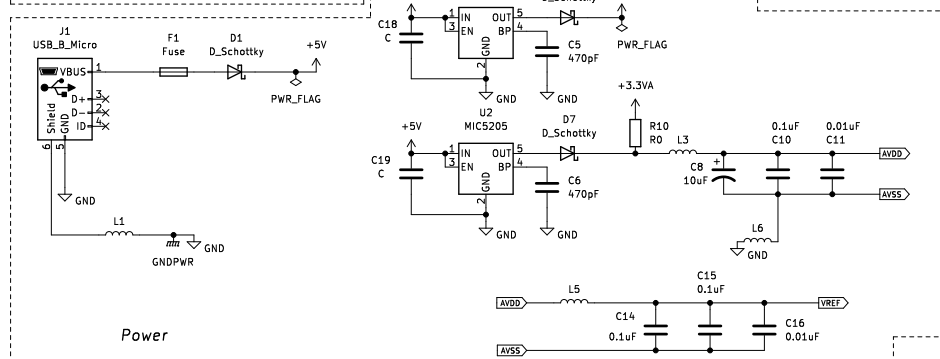 J1
USB_B_Micro
VBUS 1
D+ 3
D- 2
ID 4
Shield
GND
6
5
GND
L1
GNDPWR
GND
F1
Fuse
D1
D_Schottky
+5V
PWR_FLAG
Power
C18
C
1 IN
3 EN
OUT 5
BP 4
GND
2
GND
D_Schottky
PWR_FLAG
C5
470pF
GND
U2
MIC5205
+5V
C19
C
1 IN
3 EN
OUT 5
BP 4
GND
2
GND
D7
D_Schottky
C6
470pF
GND
+3.3VA
R10
R0
L3
+
C8
10uF
0.1uF
C10
0.01uF
C11
AVDD
AVSS
L6
GND
AVDD
L5
C15
0.1uF
VREF
C14
0.1uF
C16
0.01uF
AVSS